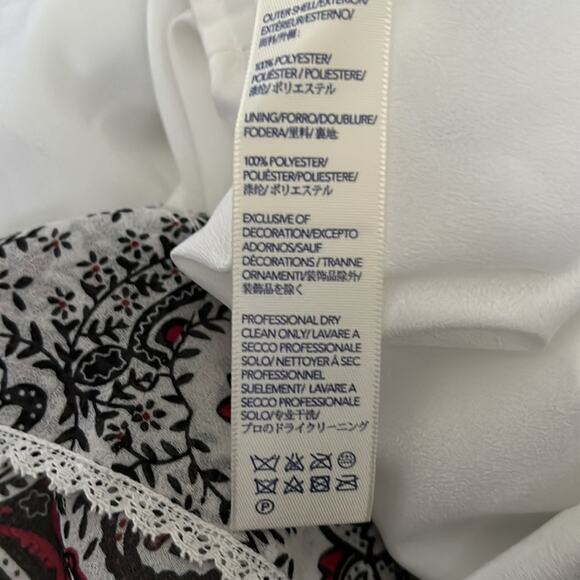 OUTER SHELL/EXTERIOR/
EXTÉRIEUR/ESTERNO/
面料/外側:
100% POLYESTER/
POLIÉSTER / POLIESTERE/
涤纶/ ポリエステル
LINING/FORRO/DOUBLURE/
FODERA/里料/ 裏地:
100% POLYESTER/
POLIÉSTER/POLIESTERE/
涤纶/ ポリエステル
EXCLUSIVE OF
DECORATION/EXCEPTO
ADORNOS/SAUF
DÉCORATIONS / TRANNE
ORNAMENTI/装饰品除外/
装飾品を除く
PROFESSIONAL DRY
CLEAN ONLY/ LAVARE A
SECCO PROFESSIONALE
SOLO/ NETTOYER À SEC
PROFESSIONNEL
SUELEMENT/ LAVARE A
SECCO PROFESSIONALE
SOLO/专业干洗/
プロのドライクリーニング
P